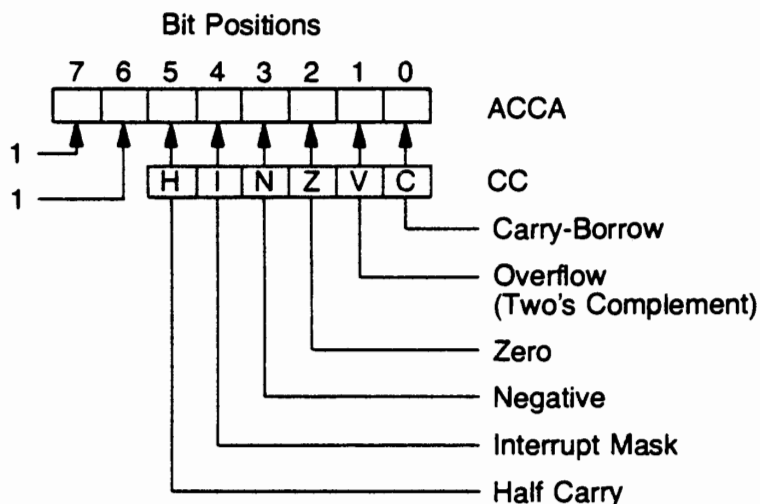 Bit Positions
7 6 5 4 3 2 1 0
ACCA
1
H I N Z V C CC
1
Carry-Borrow
Overflow
(Two's Complement)
Zero
Negative
Interrupt Mask
Half Carry